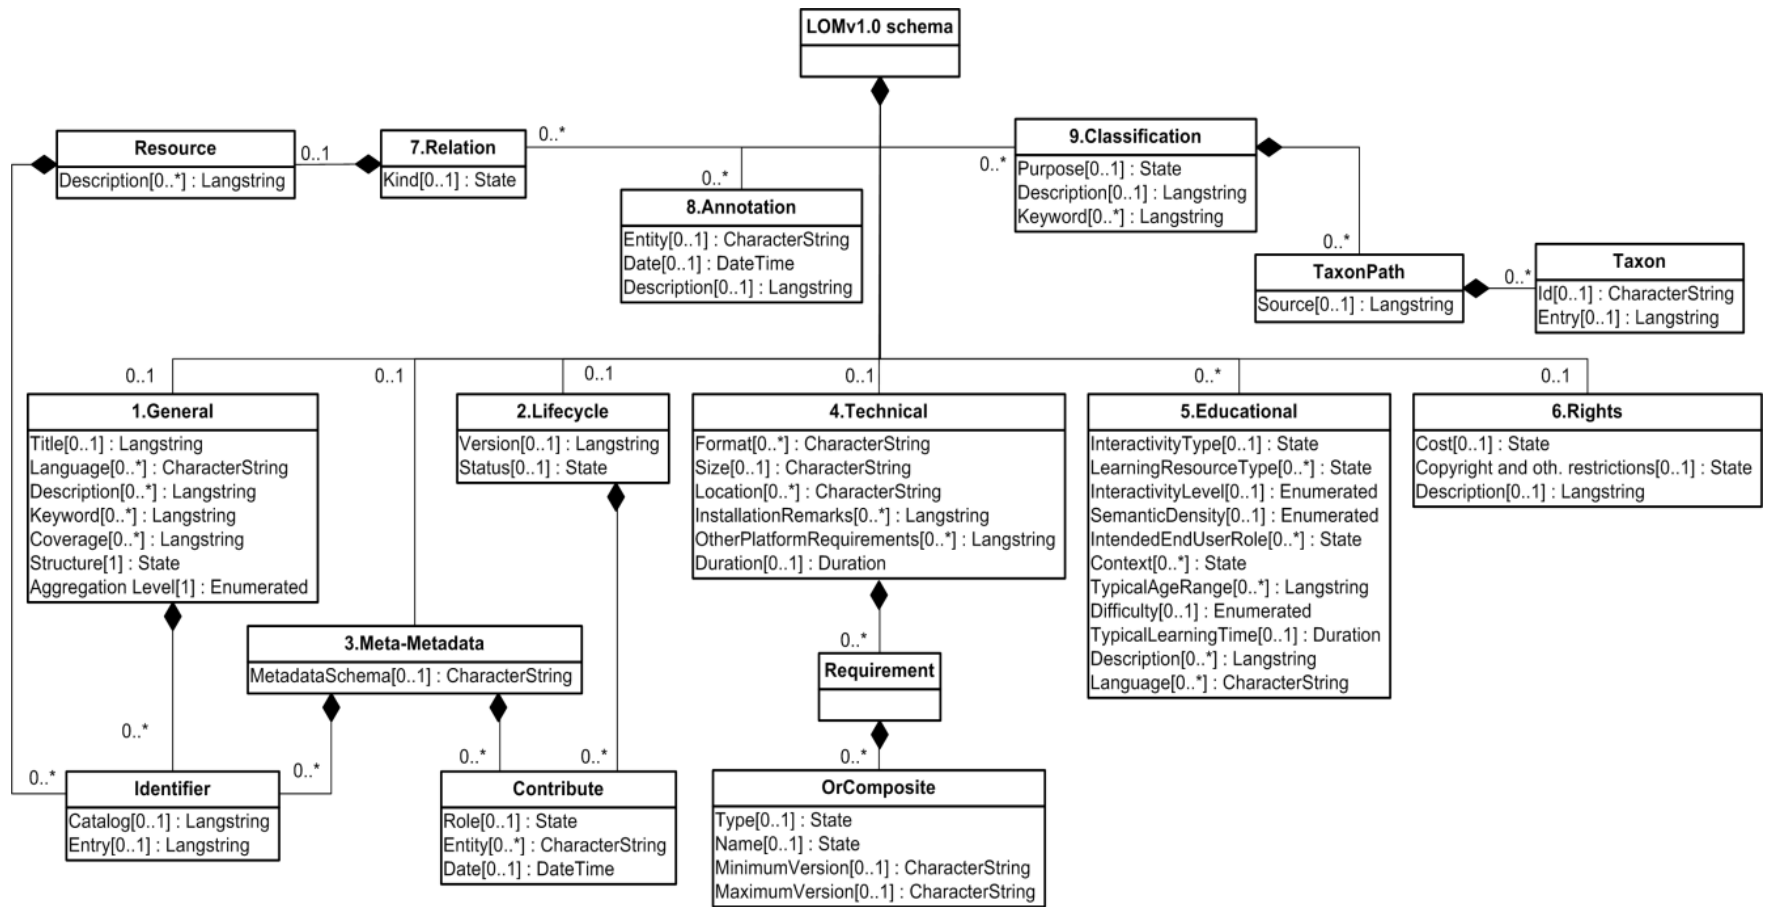 LOMv1.0 schema
Resource
Description[0..*] : Langstring
0..1
7.Relation
Kind[0..1] : State
0..*
0..*
8.Annotation
Entity[0..1] : CharacterString
Date[0..1] : DateTime
Description[0..1] : Langstring
0..*
9.Classification
Purpose[0..1] : State
Description[0..1] : Langstring
Keyword[0..*] : Langstring
0..*
TaxonPath
Source[0..1] : Langstring
0..*
Taxon
Id[0..1] : CharacterString
Entry[0..1] : Langstring
0..1
1.General
Title[0..1] : Langstring
Language[0..*] : CharacterString
Description[0..*] : Langstring
Keyword[0..*] : Langstring
Coverage[0..*] : Langstring
Structure[1] : State
Aggregation Level[1] : Enumerated
0..1
0..1
2.Lifecycle
Version[0..1] : Langstring
Status[0..1] : State
0..1
4.Technical
Format[0..*] : CharacterString
Size[0..1] : CharacterString
Location[0..*] : CharacterString
InstallationRemarks[0..*] : Langstring
OtherPlatformRequirements[0..*] : Langstring
Duration[0..1] : Duration
0..*
5.Educational
InteractivityType[0..1] : State
LearningResourceType[0..*] : State
InteractivityLevel[0..1] : Enumerated
SemanticDensity[0..1] : Enumerated
IntendedEndUserRole[0..*] : State
Context[0..*] : State
TypicalAgeRange[0..*] : Langstring
Difficulty[0..1] : Enumerated
TypicalLearningTime[0..1] : Duration
Description[0..*] : Langstring
Language[0..*] : CharacterString
0..1
6.Rights
Cost[0..1] : State
Copyright and oth. restrictions[0..1] : State
Description[0..1] : Langstring
3.Meta-Metadata
MetadataSchema[0..1] : CharacterString
0..*
Requirement
0..*
0..*
0..*
Identifier
Catalog[0..1] : Langstring
Entry[0..1] : Langstring
0..*
0..*
Contribute
Role[0..1] : State
Entity[0..*] : CharacterString
Date[0..1] : DateTime
0..*
OrComposite
Type[0..1] : State
Name[0..1] : State
MinimumVersion[0..1] : CharacterString
MaximumVersion[0..1] : CharacterString